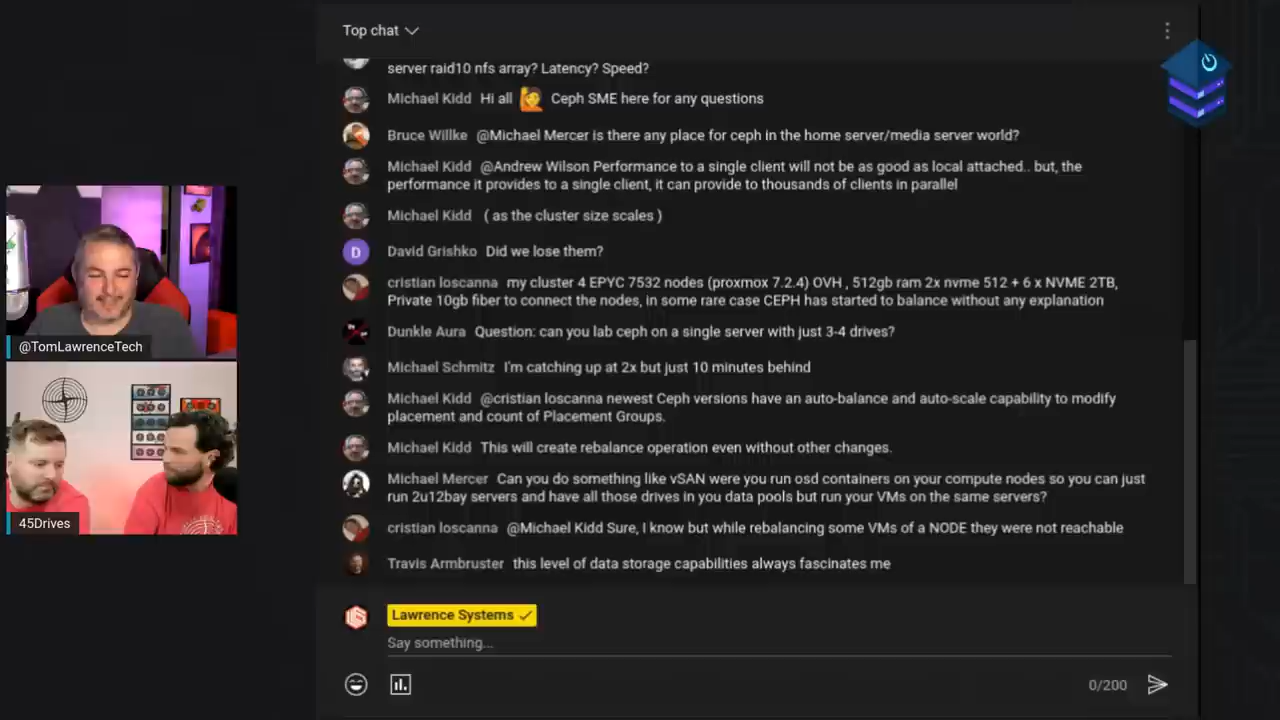 Top chat
server raid10 nfs array? Latency? Speed?
Michael Kidd Hi all Ceph SME here for any questions
Bruce Willke @Michael Mercer is there any place for ceph in the home server/media server world?
Michael Kidd @Andrew Wilson Performance to a single client will not be as good as local attached.. but, the
performance it provides to a single client, it can provide to thousands of clients in parallel
Michael Kidd ( as the cluster size scales )
D David Grishko Did we lose them?
cristian loscanna my cluster 4 EPYC 7532 nodes (proxmox 7.2.4) OVH , 512gb ram 2x nvme 512 + 6 x NVME 2TB,
Private 10gb fiber to connect the nodes, in some rare case CEPH has started to balance without any explanation
Dunkle Aura Question: can you lab ceph on a single server with just 3-4 drives?
@TomLawrenceTech
Michael Schmitz I'm catching up at 2x but just 10 minutes behind
Michael Kidd @cristian loscanna newest Ceph versions have an auto-balance and auto-scale capability to modify
placement and count of Placement Groups.
Michael Kidd This will create rebalance operation even without other changes.
Michael Mercer Can you do something like vSAN were you run osd containers on your compute nodes so you can just
run 2u12bay servers and have all those drives in you data pools but run your VMs on the same servers?
45Drives
cristian loscanna @Michael Kidd Sure, I know but while rebalancing some VMs of a NODE they were not reachable
Travis Armbruster this level of data storage capabilities always fascinates me
Lawrence Systems
Say something...
0/200